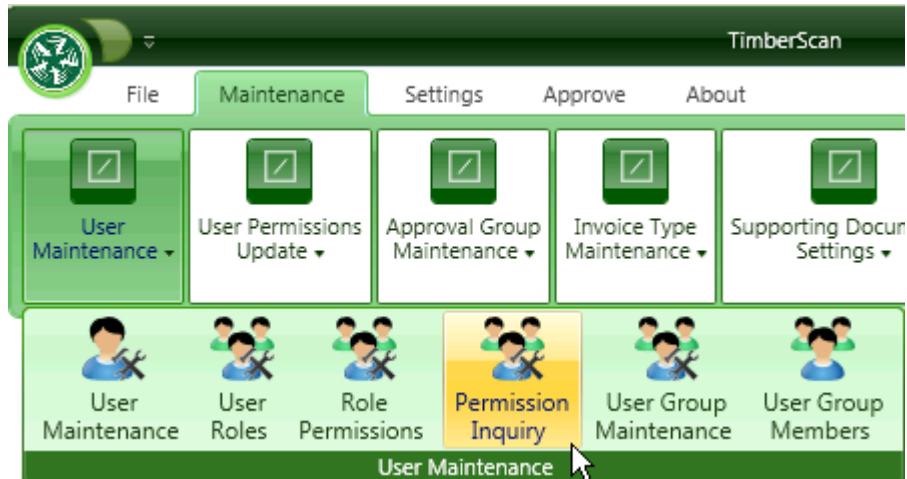 TimberScan
File Maintenance Settings Approve About
User User Permissions Approval Group Invoice Type Supporting
Maintenance Update Maintenance Maintenance Settings
User User Role Permission User Group User Group
Maintenance Roles Permissions Inquiry Maintenance Members
User Maintenance